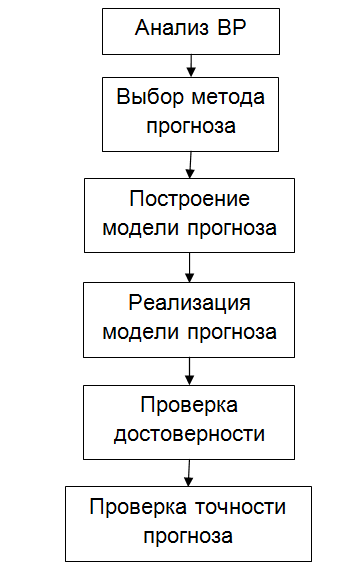 Анализ ВР
Выбор метода
прогноза
Построение
модели прогноза
Реализация
модели прогноза
Проверка
достоверности
Проверка точности
прогноза